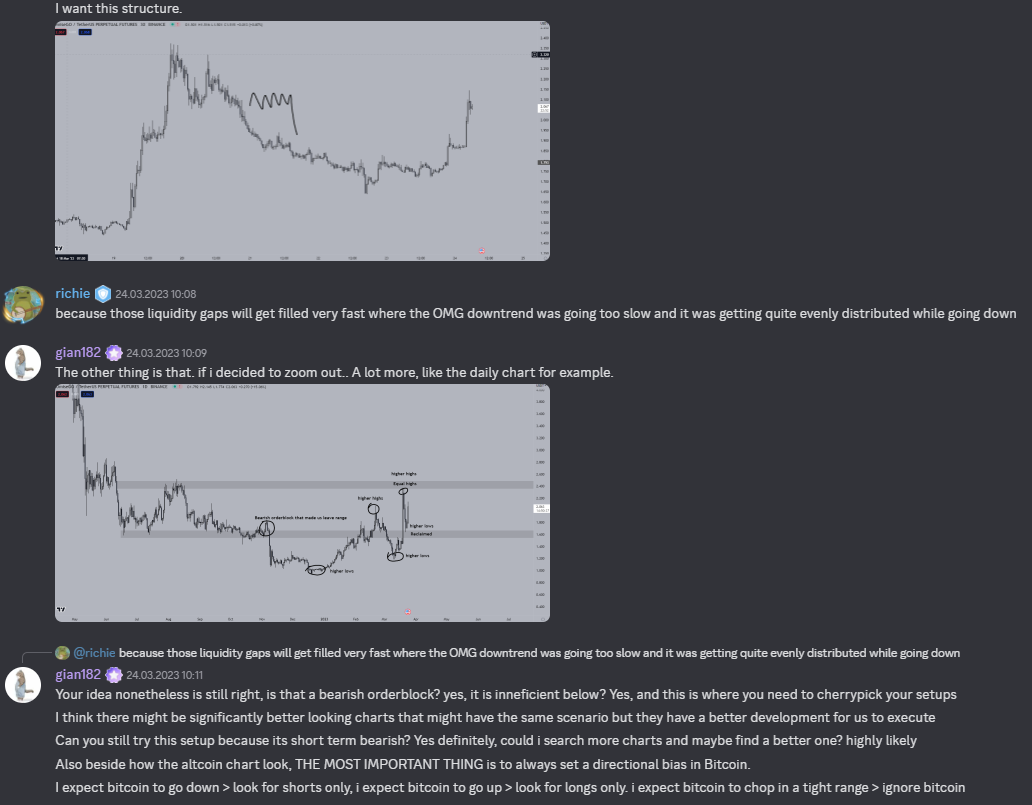 I want this structure.
richie 24.03.2023 10:08
because those liquidity gaps will get filled very fast where the OMG downtrend was going too slow and it was getting quite evenly distributed while going down
gian182 24.03.2023 10:09
The other thing is that. if i decided to zoom out.. A lot more, like the daily chart for example.
higher highs
Equal highs
higher highs
Bearish orderblock that made us leave range
higher lows
Reclaimed
higher lows
higher lows
@richie because those liquidity gaps will get filled very fast where the OMG downtrend was going too slow and it was getting quite evenly distributed while going down
gian182 24.03.2023 10:11
Your idea nonetheless is still right, is that a bearish orderblock? yes, it is inneficient below? Yes, and this is where you need to cherrypick your setups
I think there might be significantly better looking charts that might have the same scenario but they have a better development for us to execute
Can you still try this setup because its short term bearish? Yes definitely, could i search more charts and maybe find a better one? highly likely
Also beside how the altcoin chart look, THE MOST IMPORTANT THING is to always set a directional bias in Bitcoin.
I expect bitcoin to go down > look for shorts only, i expect bitcoin to go up > look for longs only. i expect bitcoin to chop in a tight range > ignore bitcoin